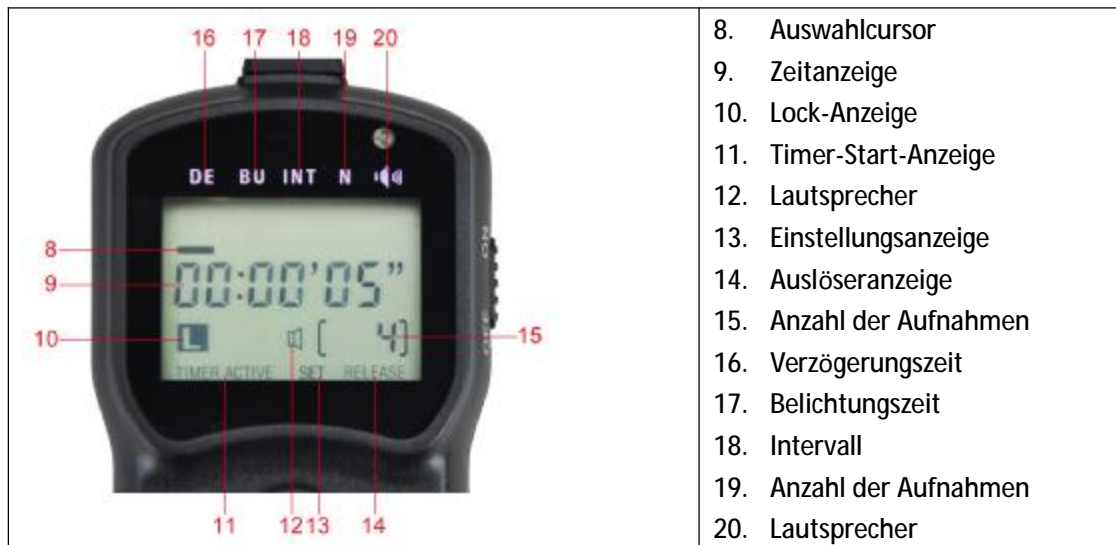 16 17 18 19 20
DE BU INT N
8
00:00'05"
9
ON
10
L
[ 4]
15
TIMER ACTIVE SET RELEASE
OFF
11 12 13 14
8. Auswahlcursor
9. Zeitanzeige
10. Lock-Anzeige
11. Timer-Start-Anzeige
12. Lautsprecher
13. Einstellungsanzeige
14. Auslöseranzeige
15. Anzahl der Aufnahmen
16. Verzögerungszeit
17. Belichtungszeit
18. Intervall
19. Anzahl der Aufnahmen
20. Lautsprecher